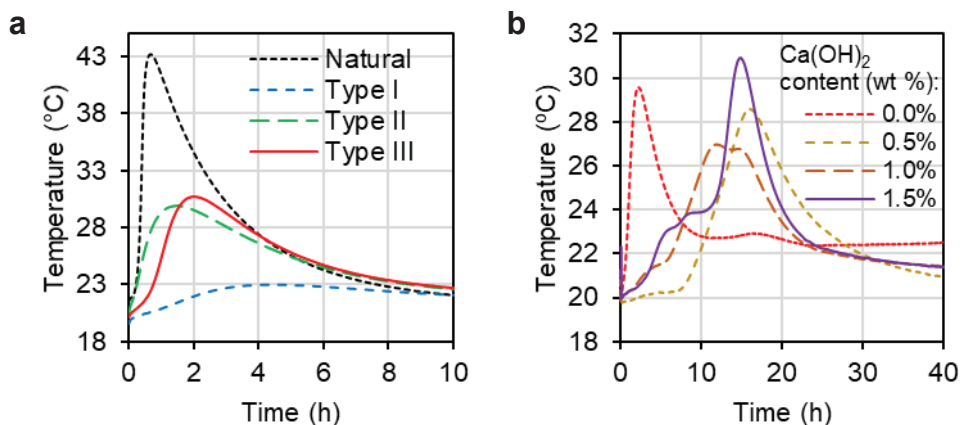 a
Temperature (°C)
43
38
33
28
23
18
0 2 4 6 8 10
Time (h)
Natural
Type I
Type II
Type III
b
Temperature (°C)
32
30
28
26
24
22
20
18
0 10 20 30 40
Time (h)
Ca(OH)₂
content (wt %):
0.0%
0.5%
1.0%
1.5%